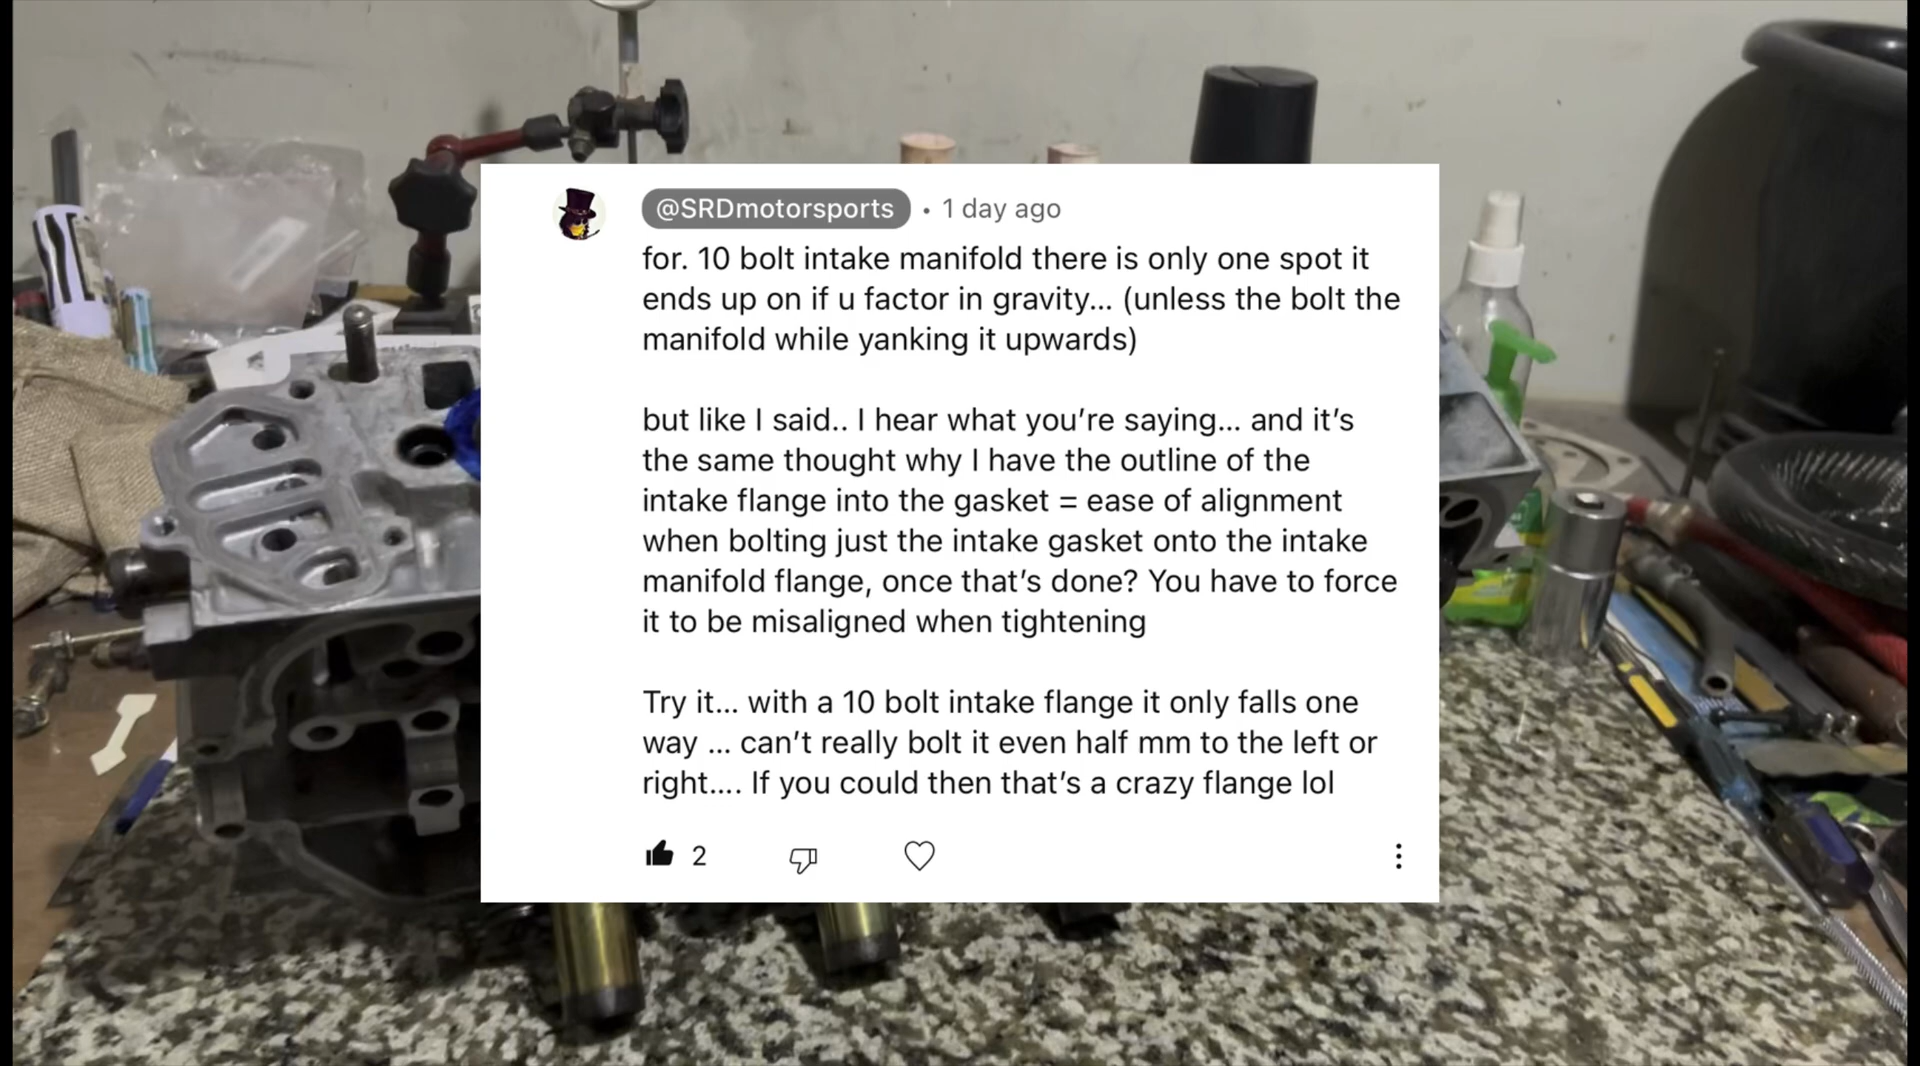 @SRDmotorsports • 1 day ago
for. 10 bolt intake manifold there is only one spot it
ends up on if u factor in gravity... (unless the bolt the
manifold while yanking it upwards)
but like I said.. I hear what you're saying... and it's
the same thought why I have the outline of the
intake flange into the gasket = ease of alignment
when bolting just the intake gasket onto the intake
manifold flange, once that's done? You have to force
it to be misaligned when tightening
Try it... with a 10 bolt intake flange it only falls one
way ... can't really bolt it even half mm to the left or
right.... If you could then that's a crazy flange lol
2